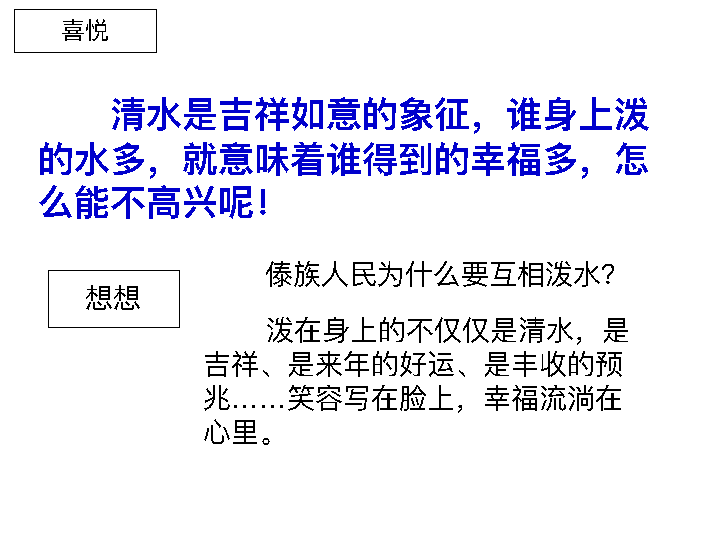 喜悦
清水是吉祥如意的象征，谁身上泼
的水多，就意味着谁得到的幸福多，怎
么能不高兴呢！
傣族人民为什么要互相泼水？
想想
泼在身上的不仅仅是清水，是
吉祥、是来年的好运、是丰收的预
兆……笑容写在脸上，幸福流淌在
心里。